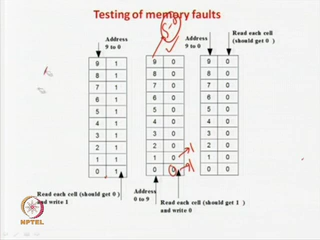 Testing of memory faults
Address
9 to 0
Address
9 to 0
Read each cell
(should get 0)
9 1
8 1
7 1
6 1
5 1
4 1
3 1
2 1
1 1
0 1
9 0
8 0
7 0
6 0
5 0
4 0
3 0
2 0
1 0
0 0
9 0
8 0
7 0
6 0
5 0
4 0
3 0
2 0
1 0
0 0
Read each cell (should get 0)
and write 1
Address
0 to 9
Read each cell (should get 1)
and write 0
NPTEL